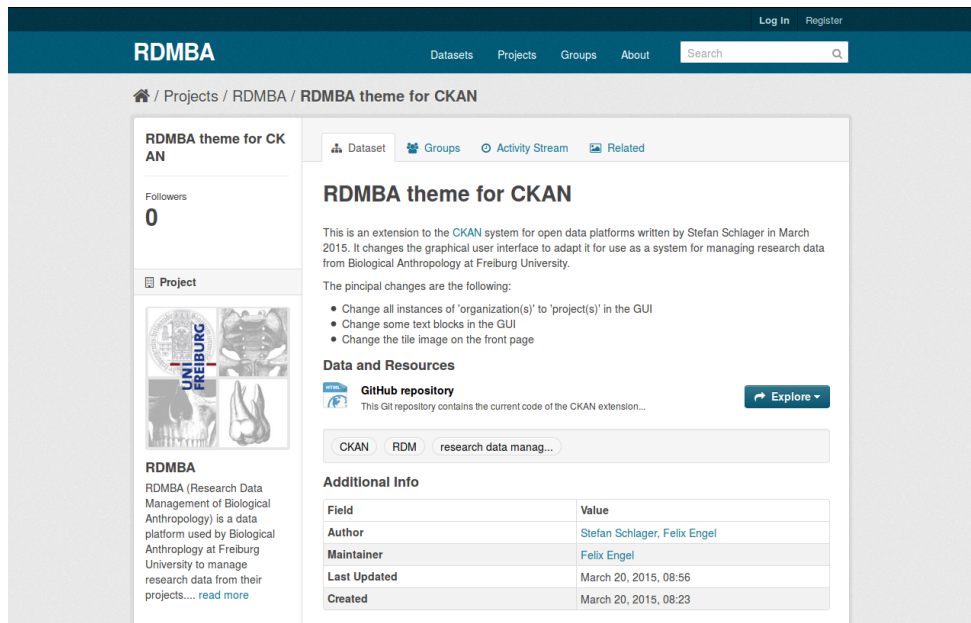 Log In Register
RDMBA Datasets Projects Groups About Search
/ Projects / RDMBA / RDMBA theme for CKAN
RDMBA theme for CK
AN
Followers
0
Project
UNI
FREIBURG
RDMBA
RDMBA (Research Data
Management of Biological
Anthropology) is a data
platform used by Biological
Anthroplogy at Freiburg
University to manage
research data from their
projects.... read more
Dataset Groups Activity Stream Related
RDMBA theme for CKAN
This is an extension to the CKAN system for open data platforms written by Stefan Schlager in March
2015. It changes the graphical user interface to adapt it for use as a system for managing research data
from Biological Anthropology at Freiburg University.
The pincipal changes are the following:
● Change all instances of 'organization(s)' to 'project(s)' in the GUI
● Change some text blocks in the GUI
● Change the tile image on the front page
Data and Resources
HTML
GitHub repository
This Git repository contains the current code of the CKAN extension...
Explore
CKAN RDM research data manag...
Additional Info
Field Value
Author Stefan Schlager, Felix Engel
Maintainer Felix Engel
Last Updated March 20, 2015, 08:56
Created March 20, 2015, 08:23